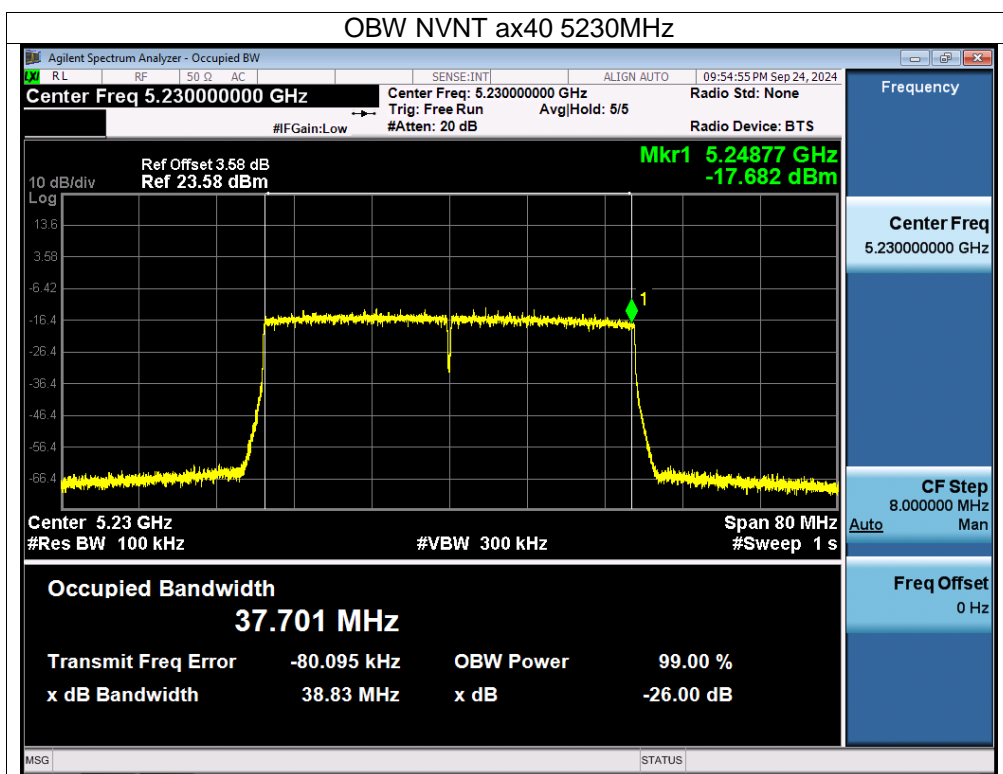 OBW NVNT ax40 5230MHz
Agilent Spectrum Analyzer - Occupied BW
LXI RL RF 50 Ω AC SENSE:INT ALIGN AUTO 09:54:55 PM Sep 24, 2024
Center Freq 5.230000000 GHz
Center Freq: 5.230000000 GHz
Radio Std: None
Trig: Free Run Avg|Hold: 5/5
#IFGain:Low
#Atten: 20 dB
Radio Device: BTS
Frequency
Mkr1 5.24877 GHz
-17.682 dBm
Ref Offset 3.58 dB
10 dB/div Ref 23.58 dBm
Log
13.6
3.58
-6.42
-16.4
-26.4
-36.4
-46.4
-56.4
-66.4
1
Center Freq
5.230000000 GHz
CF Step
8.000000 MHz
Auto Man
Freq Offset
0 Hz
Center 5.23 GHz
Span 80 MHz
#Res BW 100 kHz
#VBW 300 kHz
#Sweep 1 s
Occupied Bandwidth
37.701 MHz
Transmit Freq Error -80.095 kHz OBW Power 99.00 %
x dB Bandwidth 38.83 MHz x dB -26.00 dB
MSG STATUS